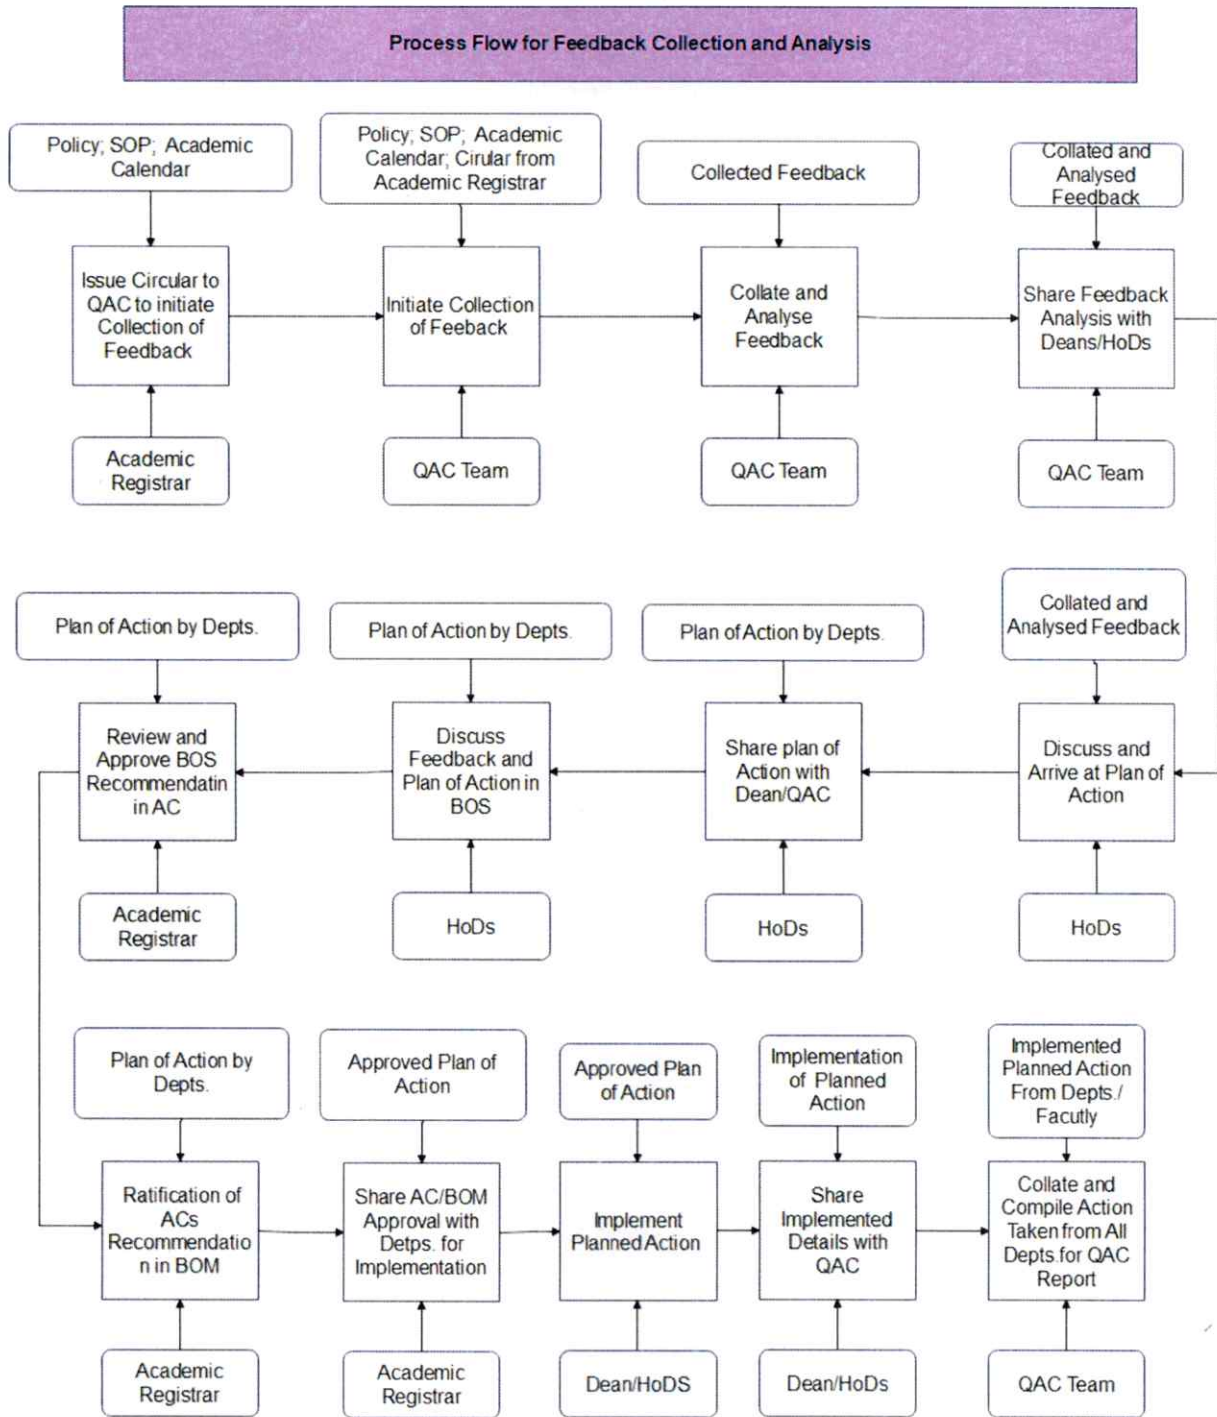 Process Flow for Feedback Collection and Analysis
Policy; SOP; Academic
Calendar
Policy; SOP; Academic
Calendar; Cirular from
Academic Registrar
Collected Feedback
Collated and
Analysed
Feedback
Issue Circular to
QAC to initiate
Collection of
Feedback
Initiate Collection
of Feeback
Collate and
Analyse
Feedback
Share Feedback
Analysis with
Deans/HoDs
Academic
Registrar
QAC Team
QAC Team
QAC Team
Plan of Action by Depts.
Plan of Action by Depts.
Plan of Action by Depts.
Collated and
Analysed Feedback
Review and
Approve BOS
Recommendatin
in AC
Discuss
Feedback and
Plan of Action in
BOS
Share plan of
Action with
Dean/QAC
Discuss and
Arrive at Plan of
Action
Academic
Registrar
HoDs
HoDs
HoDs
Plan of Action by
Depts.
Approved Plan of
Action
Approved Plan
of Action
Implementation
of Planned
Action
Implemented
Planned Action
From Depts./
Facutly
Ratification of
ACs
Recommendatio
n in BOM
Share AC/BOM
Approval with
Detps. for
Implementation
Implement
Planned Action
Share
Implemented
Details with
QAC
Collate and
Compile Action
Taken from All
Depts.for QAC
Report
Academic
Registrar
Academic
Registrar
Dean/HoDS
Dean/HoDs
QAC Team